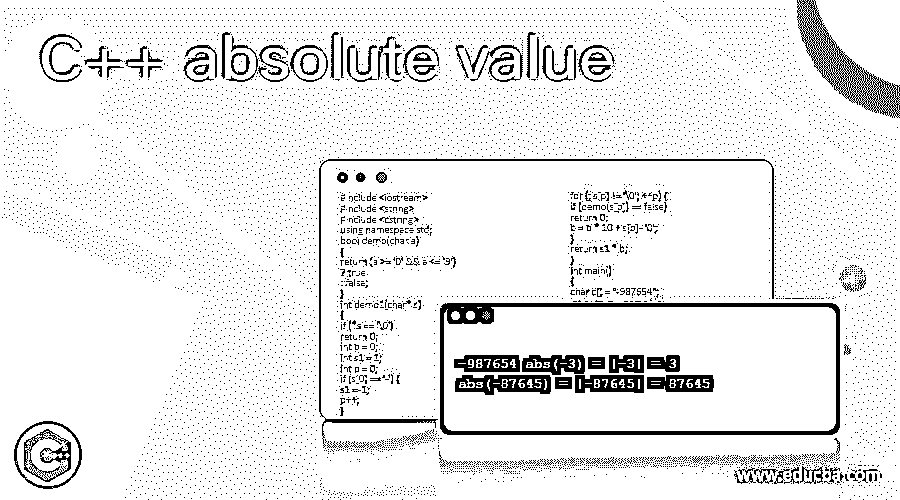 C++ absolute value
#include <iostream>
#include <string>
#include <cstring>
using namespace std;
bool demo(char a)
{
return (a >= '0' && a <= '9')
? true
: false;
}
int demo1(char* s)
{
if (*s == '\0')
return 0;
int b = 0;
int s1 = 1;
int p = 0;
if (s[0] == '-') {
s1 = -1;
p++;
}
for (; s[p] != '\0'; ++p) {
if (demo(s[p]) == false)
return 0;
b = b * 10 + s[p] - '0';
}
return s1 * b;
}
int main()
{
char d[] = "-987654";
-987654 abs(-3) = |-3| = 3
abs(-87645) = |-87645| = 87645
www.educba.com